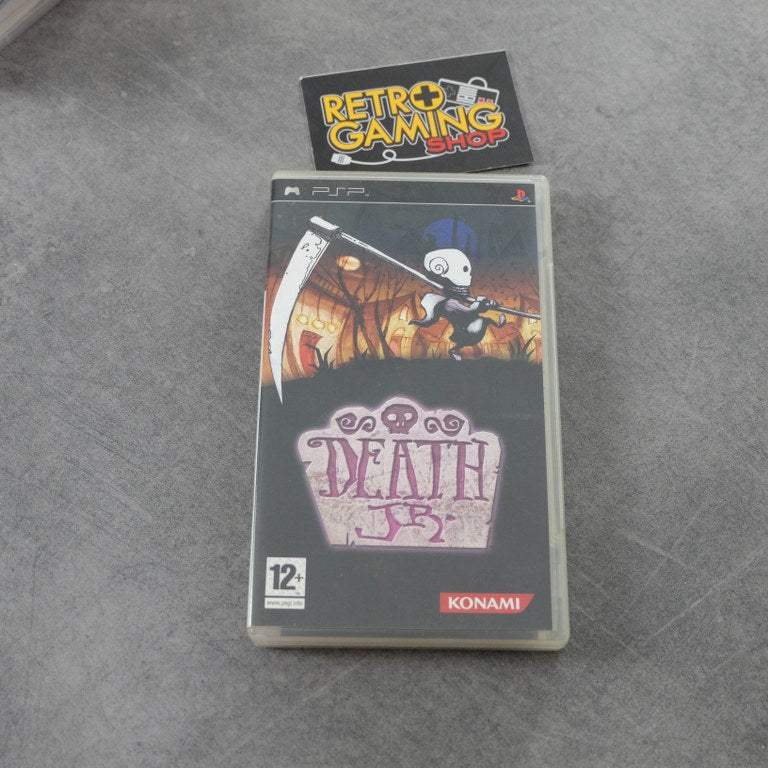 RETRO
GAMING
SHOP
PSP
DEATH
JR.
12+
www.pegi.info
KONAMI